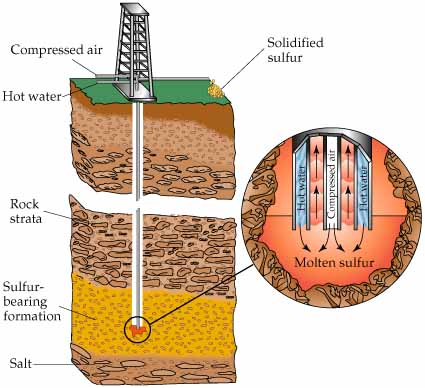 Compressed air
Solidified
sulfur
Hot water
Hot water
Compressed air
Hot water
Molten sulfur
Rock
strata
Sulfur-
bearing
formation
Salt